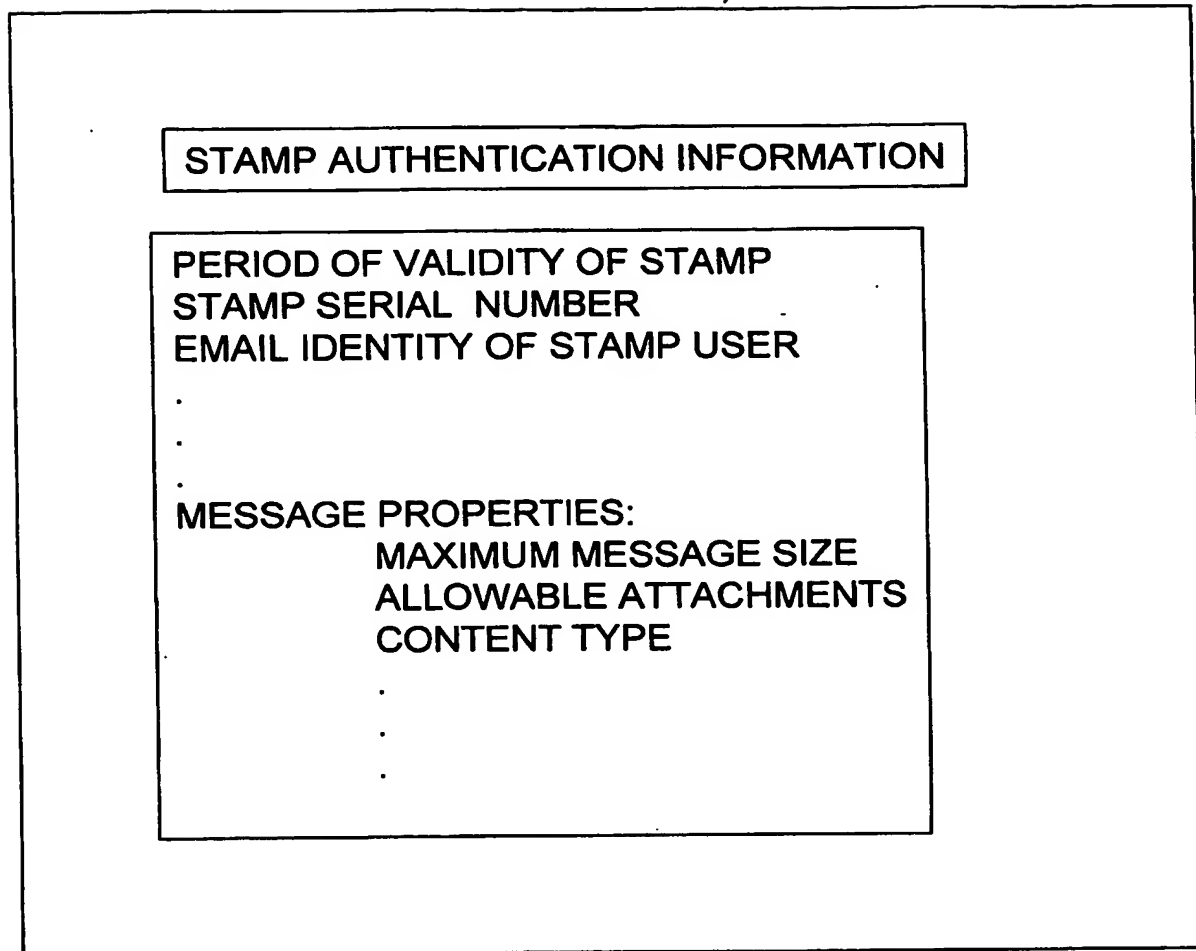 STAMP AUTHENTICATION INFORMATION
PERIOD OF VALIDITY OF STAMP
STAMP SERIAL NUMBER
EMAIL IDENTITY OF STAMP USER
.
.
.
MESSAGE PROPERTIES:
MAXIMUM MESSAGE SIZE
ALLOWABLE ATTACHMENTS
CONTENT TYPE
.
.
.